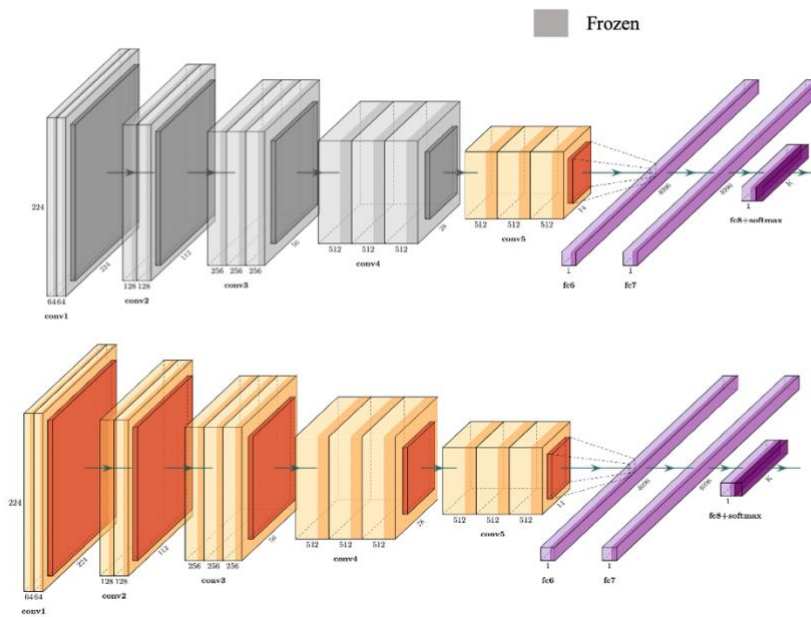 Frozen
224
64 64
conv1
224
128 128
conv2
112
256 256 256
conv3
56
512 512 512
conv4
28
512 512 512
conv5
14
1
fc6
4096
1
fc7
4096
1
fc8+softmax
K
224
64 64
conv1
224
128 128
conv2
112
256 256 256
conv3
56
512 512 512
conv4
28
512 512 512
conv5
14
1
fc6
4096
1
fc7
4096
1
fc8+softmax
K